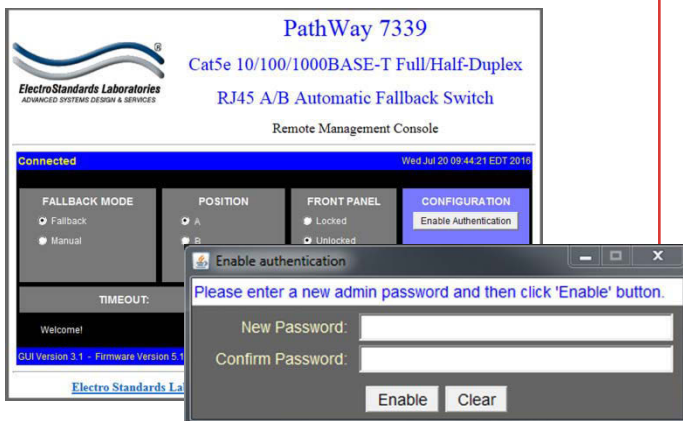 PathWay 7339
Cat5e 10/100/1000BASE-T Full/Half-Duplex
RJ45 A/B Automatic Fallback Switch
Remote Management Console
®
ElectroStandards Laboratories
ADVANCED SYSTEMS DESIGN & SERVICES
Connected
Wed Jul 20 09:44:21 EDT 2016
FALLBACK MODE
Fallback
Manual
POSITION
A
B
FRONT PANEL
Locked
Unlocked
CONFIGURATION
Enable Authentication
TIMEOUT:
Welcome!
GUI Version 3.1 - Firmware Version 5.1
Electro Standards
Enable authentication
Please enter a new admin password and then click 'Enable' button.
New Password:
Confirm Password:
Enable Clear